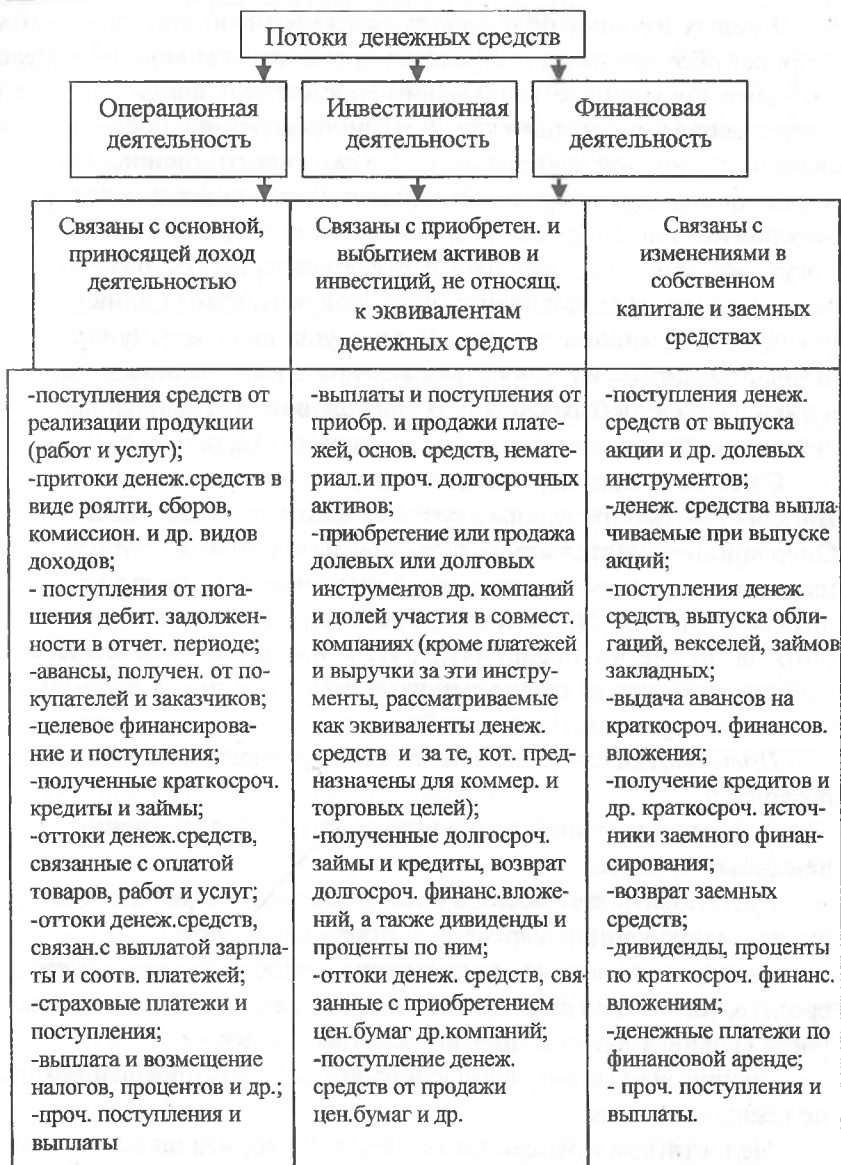 Потоки денежных средств
Операционная
деятельность
Инвестиционная
деятельность
Финансовая
деятельность
Связаны с основной,
приносящей доход
деятельностью
Связаны с приобретен. и
выбытием активов и
инвестиций, не относящ.
к эквивалентам
денежных средств
Связаны с
изменениями в
собственном
капитале и заемных
средствах
-поступления средств от
реализации продукции
(работ и услуг);
-притоки денеж.средств в
виде роялти, сборов,
комиссион. и др. видов
доходов;
- поступления от пога-
шения дебит. задолжен-
ности в отчет. периоде;
-авансы, получен. от по-
купателей и заказчиков;
-целевое финансирова-
ние и поступления;
-полученные краткосроч.
кредиты и займы;
-оттоки денеж.средств,
связанные с оплатой
товаров, работ и услуг;
-оттоки денеж.средств,
связан.с выплатой зарпла-
ты и соотв. платежей;
-страховые платежи и
поступления;
-выплата и возмещение
налогов, процентов и др.;
-проч. поступления и
выплаты
-выплаты и поступления от
приобр. и продажи плате-
жей, основ. средств, немате-
риал.и проч. долгосрочных
активов;
-приобретение или продажа
долевых или долговых
инструментов др. компаний
и долей участия в совмест.
компаниях (кроме платежей
и выручки за эти инстру-
менты, рассматриваемые
как эквиваленты денеж.
средств и за те, кот. пред-
назначены для коммер. и
торговых целей);
-полученные долгосроч.
займы и кредиты, возврат
долгосроч. финанс.вложе-
ний, а также дивиденды и
проценты по ним;
-оттоки денеж. средств, свя-
занные с приобретением
цен.бумаг др.компаний;
-поступление денеж.
средств от продажи
цен.бумаг и др.
-поступления денеж.
средств от выпуска
акции и др. долевых
инструментов;
-денеж. средства выпла-
чиваемые при выпуске
акций;
-поступления денеж.
средств, выпуска обли-
гаций, векселей, займов
закладных;
-выдача авансов на
краткосроч. финансов.
вложения;
-получение кредитов и
др. краткосроч. источ-
ники заемного финан-
сирования;
-возврат заемных
средств;
-дивиденды, проценты
по краткосроч. финанс.
вложениям;
-денежные платежи по
финансовой аренде;
- проч. поступления и
выплаты.